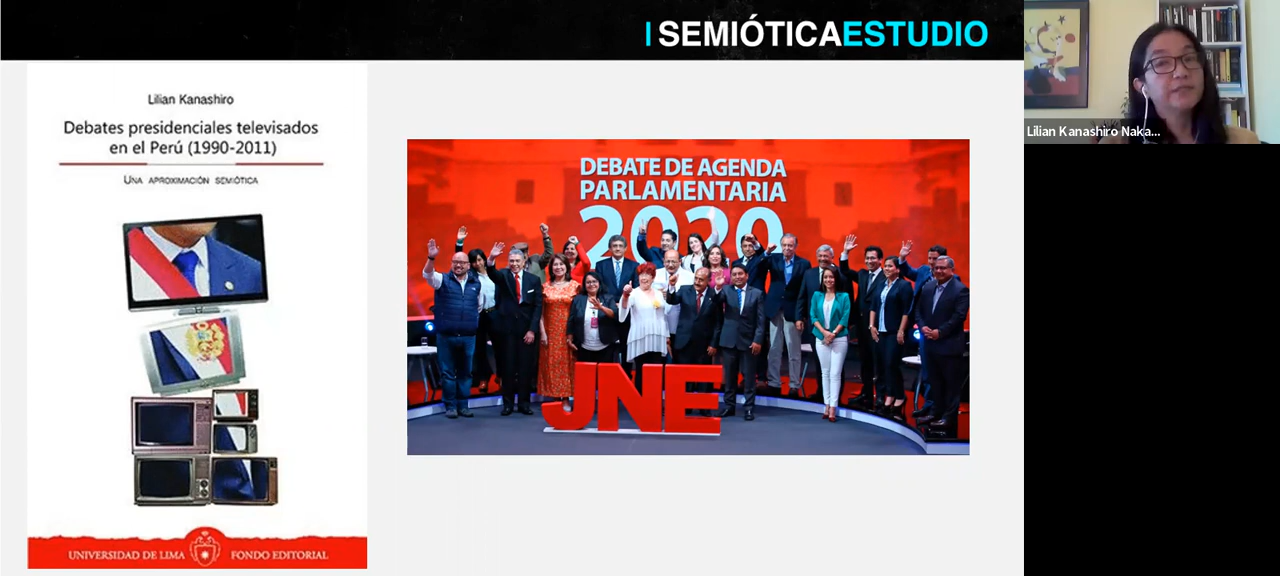 SEMIÓTICAESTUDIO
Lilian Kanashiro
Debates presidenciales televisados
en el Perú (1990-2011)
UNA APROXIMACIÓN SEMIÓTICA
UNIVERSIDAD DE LIMA FONDO EDITORIAL
DEBATE DE AGENDA
PARLAMENTARIA
2020
JNE
Lilian Kanashiro Naka...